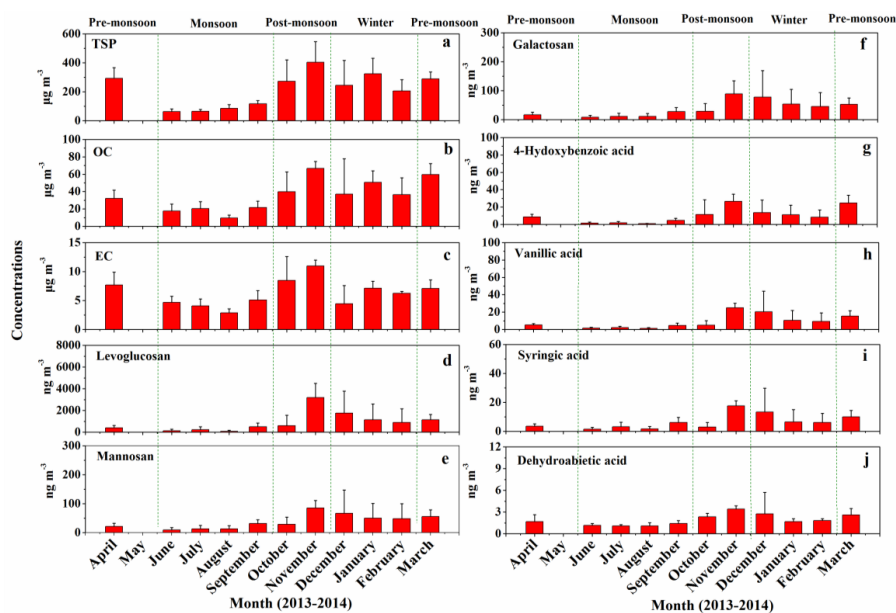 Pre-monsoon Monsoon Post-monsoon Winter Pre-monsoon
Pre-monsoon Monsoon Post-monsoon Winter Pre-monsoon
Concentrations
TSP a
µg m-3
600
400
200
0
OC b
µg m-3
100
80
60
40
20
0
EC c
µg m-3
15
10
5
0
Levoglucosan d
ng m-3
8000
6000
4000
2000
0
Mannosan e
ng m-3
300
200
100
0
April May June July August September October November December January February March
Month (2013-2014)
Galactosan f
ng m-3
300
200
100
0
4-Hydoxybenzoic acid g
ng m-3
100
80
60
40
20
0
Vanillic acid h
ng m-3
100
80
60
40
20
0
Syringic acid i
ng m-3
60
40
20
0
Dehydroabietic acid j
ng m-3
12
9
6
3
0
April May June July August September October November December January February March
Month (2013-2014)